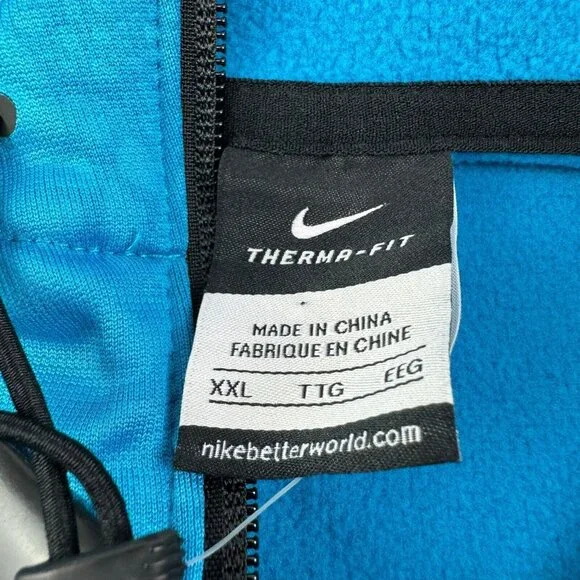 THERMA-FIT
MADE IN CHINA
FABRIQUE EN CHINE
XXL TTG EEG
nikebetterworld.com